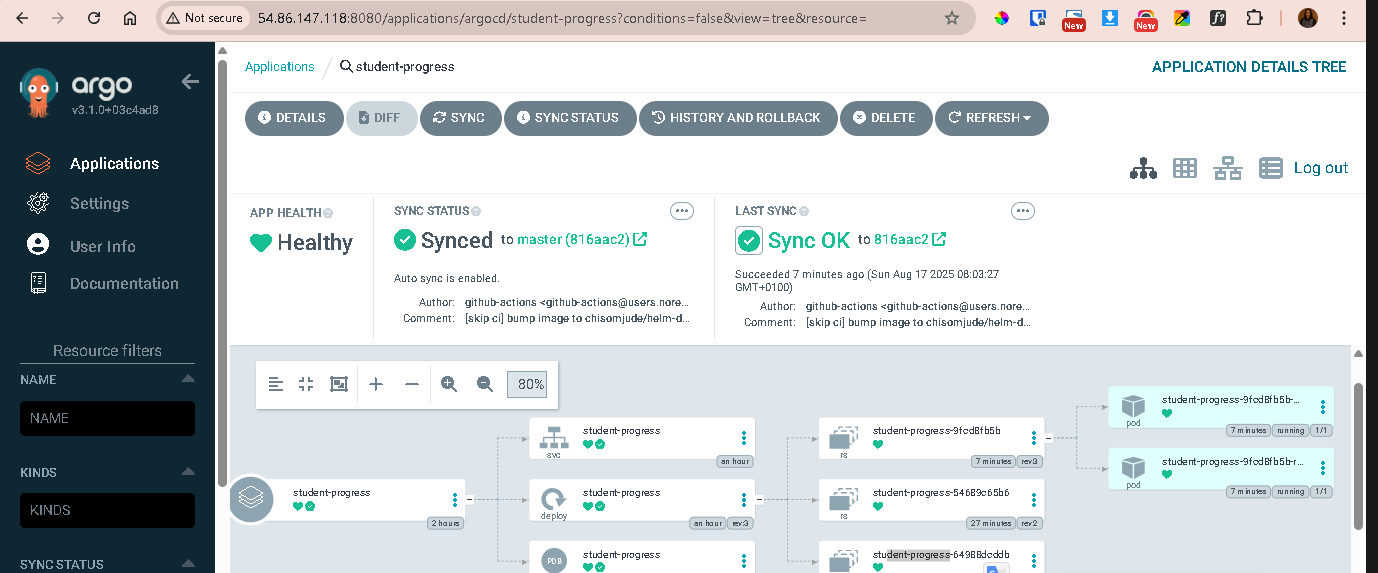 Not secure 54.86.147.118:8080/applications/argocd/student-progress?conditions=false&view=tree&resource=
New New f?
argo
v3.1.0+03c4ad8
Applications
Settings
User Info
Documentation
Resource filters
NAME
NAME
KINDS
KINDS
SYNC STATUS
Applications / student-progress APPLICATION DETAILS TREE
DETAILS DIFF SYNC SYNC STATUS HISTORY AND ROLLBACK DELETE REFRESH
Log out
APP HEALTH
Healthy
SYNC STATUS
Synced to master (816aac2)
Auto sync is enabled.
Author: github-actions <github-actions@users.nore...
Comment: [skip ci] bump image to chisomjude/helm-d...
LAST SYNC
Sync OK to 816aac2
Succeeded 7 minutes ago (Sun Aug 17 2025 08:03:27
GMT+0100)
Author: github-actions <github-actions@users.nore...
Comment: [skip ci] bump image to chisomjude/helm-d...
80%
student-progress
2 hours
svc
student-progress
an hour
deploy
student-progress
an hour rev:3
PDB
student-progress
rs
student-progress-9fcd8fb5b
7 minutes rev:3
rs
student-progress-54689c65b6
27 minutes rev:2
student-progress-64988dcddb
pod
student-progress-9fcd8fb5b-...
7 minutes running 1/1
pod
student-progress-9fcd8fb5b-r...
7 minutes running 1/1